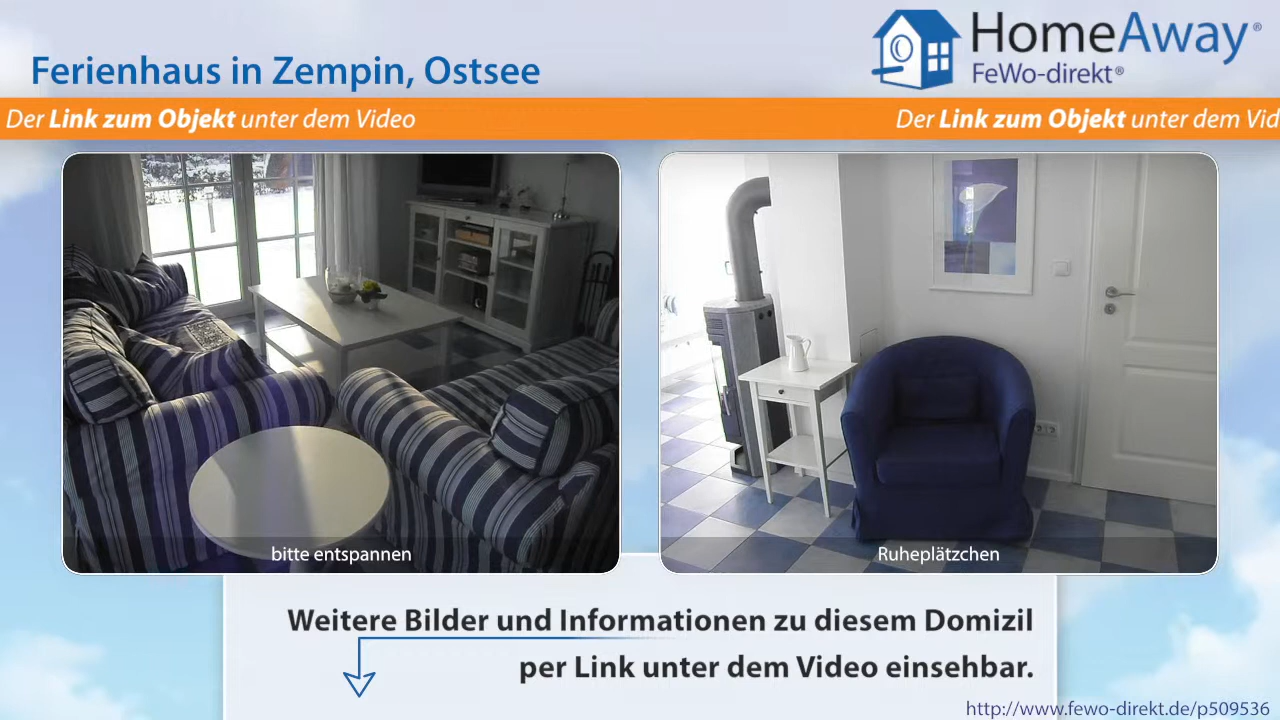 HomeAway®
FeWo-direkt®
Ferienhaus in Zempin, Ostsee
Der Link zum Objekt unter dem Video
Der Link zum Objekt unter dem Vid
bitte entspannen
Ruheplätzchen
Weitere Bilder und Informationen zu diesem Domizil
per Link unter dem Video einsehbar.
http://www.fewo-direkt.de/p509536